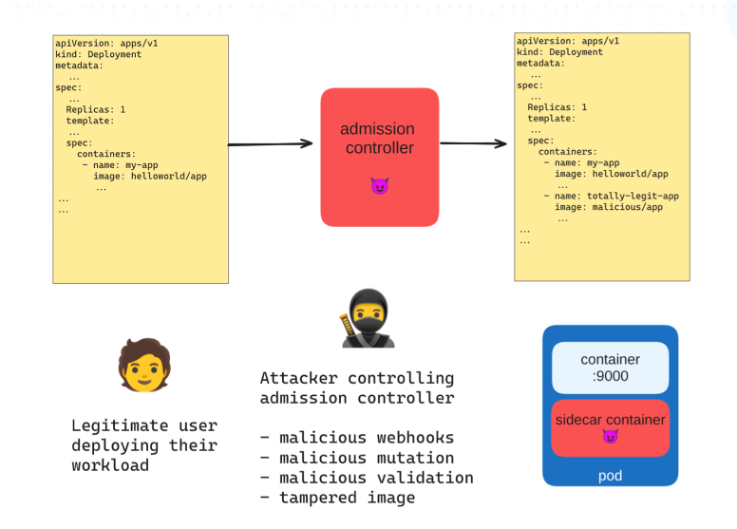 apiVersion: apps/v1
kind: Deployment
metadata:
...
spec:
...
Replicas: 1
template:
...
spec:
containers:
- name: my-app
image: helloworld/app
...
...
...
admission
controller
apiVersion: apps/v1
kind: Deployment
metadata:
...
spec:
...
Replicas: 1
template:
...
spec:
containers:
- name: my-app
image: helloworld/app
...
- name: totally-legit-app
image: malicious/app
...
...
...
Legitimate user
deploying their
workload
Attacker controlling
admission controller
- malicious webhooks
- malicious mutation
- malicious validation
- tampered image
container
:9000
sidecar container
pod